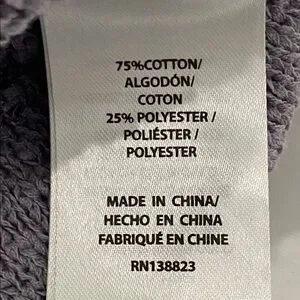 75%COTTON/
ALGODÓN/
COTON
25% POLYESTER /
POLIÉSTER /
POLYESTER
MADE IN CHINA/
HECHO EN CHINA
FABRIQUÉ EN CHINE
RN138823